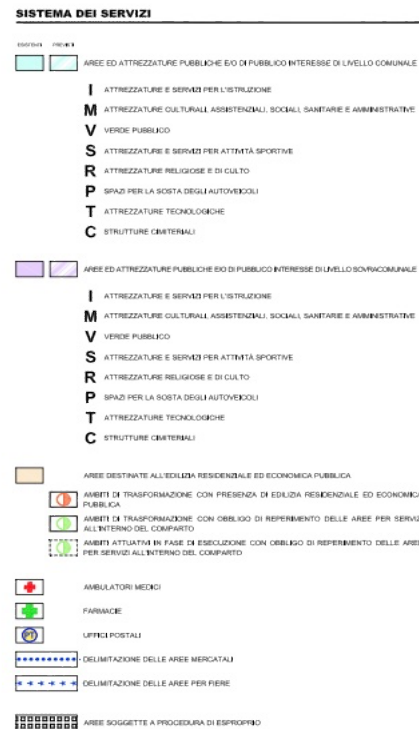 SISTEMA DEI SERVIZI
ESISTENTI PREVISTI
AREE ED ATTREZZATURE PUBBLICHE E/O DI PUBBLICO INTERESSE DI LIVELLO COMUNALE
I ATTREZZATURE E SERVIZI PER L'ISTRUZIONE
M ATTREZZATURE CULTURALI, ASSISTENZIALI, SOCIALI, SANITARIE E AMMINISTRATIVE
V VERDE PUBBLICO
S ATTREZZATURE E SERVIZI PER ATTIVITÀ SPORTIVE
R ATTREZZATURE RELIGIOSE E DI CULTO
P SPAZI PER LA SOSTA DEGLI AUTOVEICOLI
T ATTREZZATURE TECNOLOGICHE
C STRUTTURE CIMITERIALI
AREE ED ATTREZZATURE PUBBLICHE E/O DI PUBBLICO INTERESSE DI LIVELLO SOVRACOMUNALE
I ATTREZZATURE E SERVIZI PER L'ISTRUZIONE
M ATTREZZATURE CULTURALI, ASSISTENZIALI, SOCIALI, SANITARIE E AMMINISTRATIVE
V VERDE PUBBLICO
S ATTREZZATURE E SERVIZI PER ATTIVITÀ SPORTIVE
R ATTREZZATURE RELIGIOSE E DI CULTO
P SPAZI PER LA SOSTA DEGLI AUTOVEICOLI
T ATTREZZATURE TECNOLOGICHE
C STRUTTURE CIMITERIALI
AREE DESTINATE ALL'EDILIZIA RESIDENZIALE ED ECONOMICA PUBBLICA
AMBITI DI TRASFORMAZIONE CON PRESENZA DI EDILIZIA RESIDENZIALE ED ECONOMICA
PUBBLICA
AMBITI DI TRASFORMAZIONE CON OBBLIGO DI REPERIMENTO DELLE AREE PER SERVIZI
ALL'INTERNO DEL COMPARTO
AMBITI ATTUATIVI IN FASE DI ESECUZIONE CON OBBLIGO DI REPERIMENTO DELLE AREE
PER SERVIZI ALL'INTERNO DEL COMPARTO
AMBULATORI MEDICI
FARMACIE
PT UFFICI POSTALI
DELIMITAZIONE DELLE AREE MERCATALI
DELIMITAZIONE DELLE AREE PER FIERE
AREE SOGGETTE A PROCEDURA DI ESPROPRIO